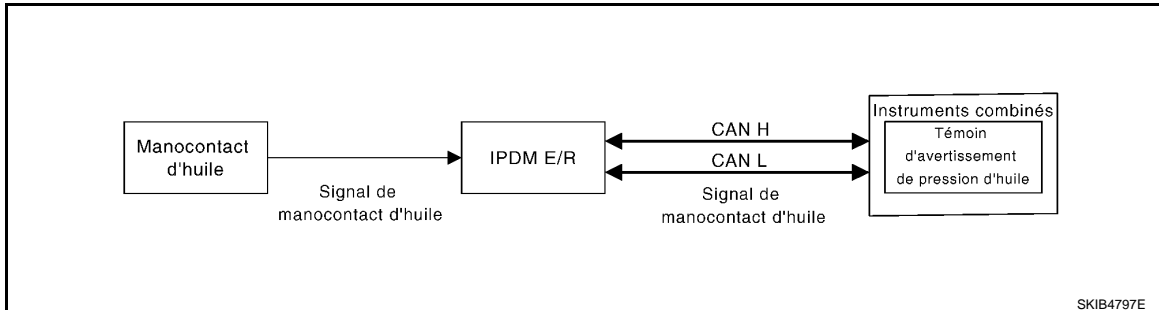 Manocontact
d'huile
Signal de
manocontact d'huile
IPDM E/R
CAN H
CAN L
Signal de
manocontact d'huile
Instruments combinés
Témoin
d'avertissement
de pression d'huile
SKIB4797E